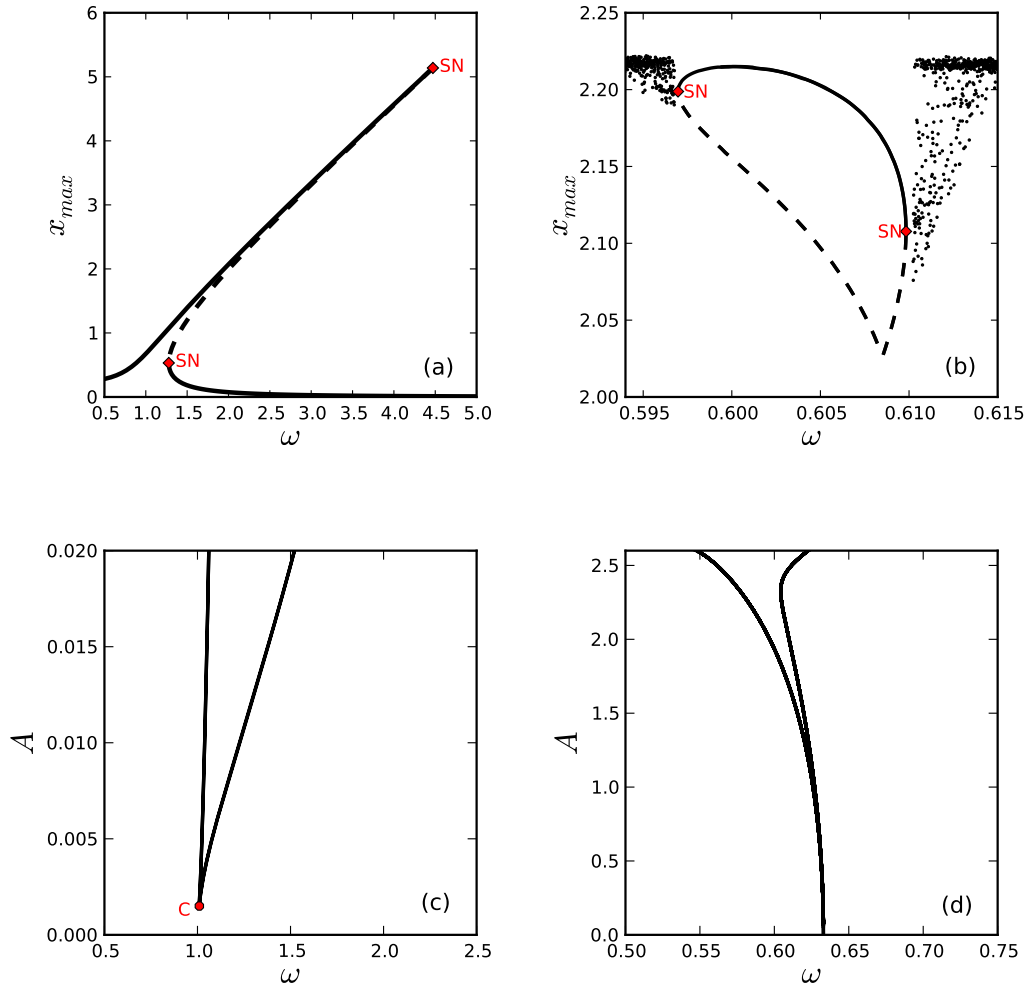 6
5
4
3
2
1
0
0.5 1.0 1.5 2.0 2.5 3.0 3.5 4.0 4.5 5.0
x_max
ω
SN
SN
(a)
2.25
2.20
2.15
2.10
2.05
2.00
0.595 0.600 0.605 0.610 0.615
x_max
ω
SN
SN
(b)
0.020
0.015
0.010
0.005
0.000
0.5 1.0 1.5 2.0 2.5
A
ω
C
(c)
2.5
2.0
1.5
1.0
0.5
0.0
0.50 0.55 0.60 0.65 0.70 0.75
A
ω
(d)